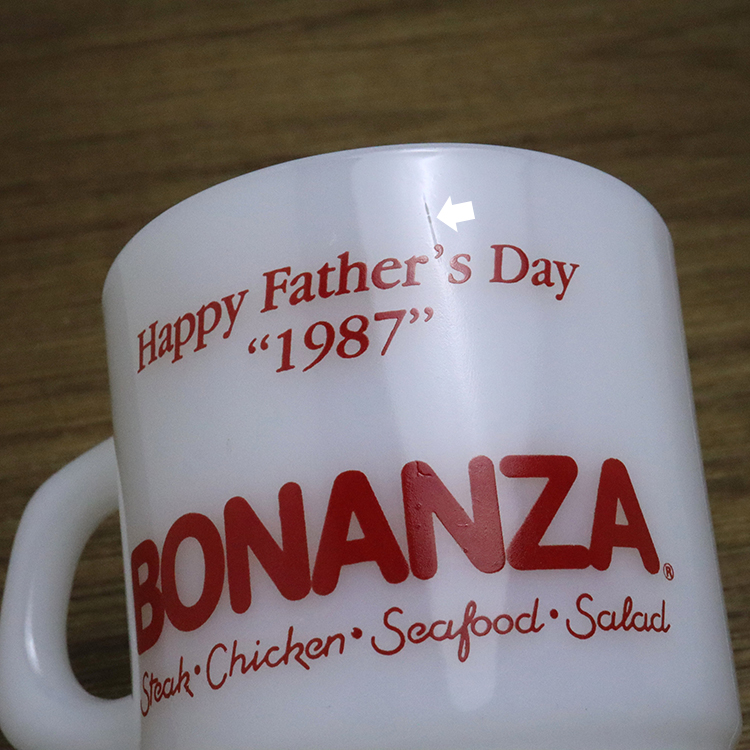 Happy Father's Day
“1987”
BONANZA®
Steak • Chicken • Seafood • Salad